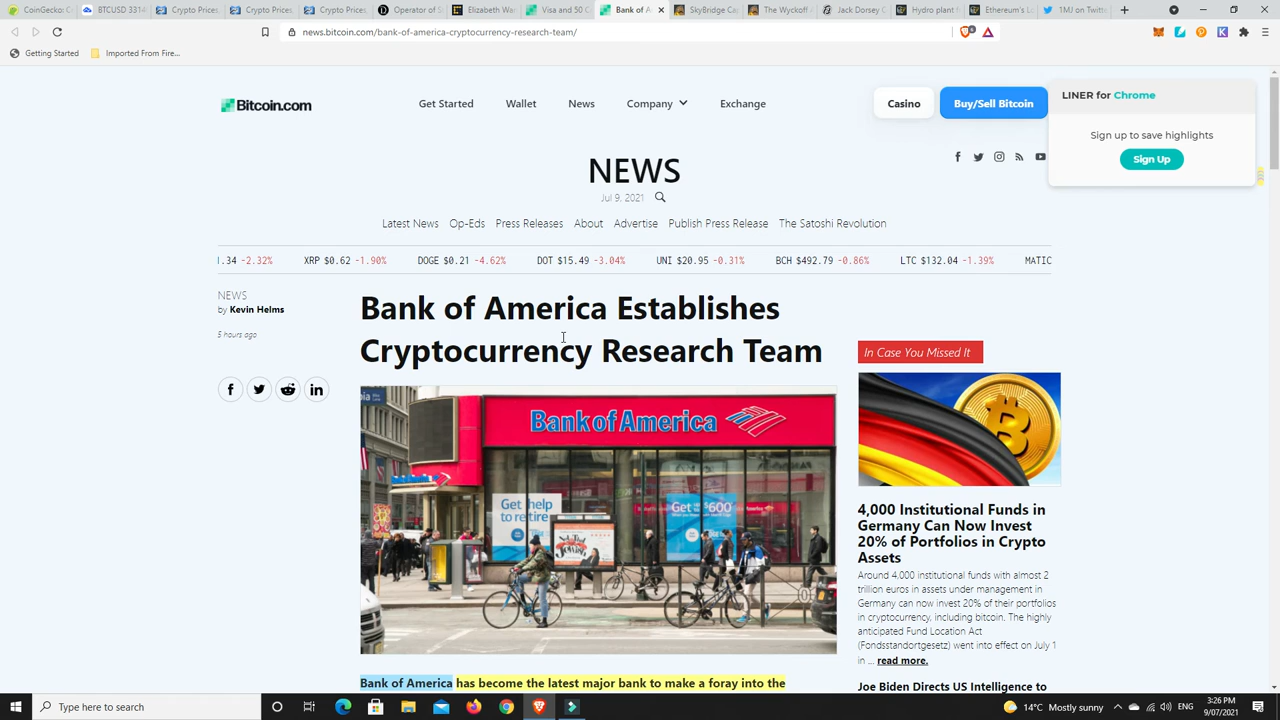 CoinGecko: C
BTCUSD 3314
Crypto Prices,
Crypto Prices,
Crypto Prices,
Operator of S
Elizabeth War
Visa and 50 C
Bank of A
SkyBridge Cap
The Wyckoff
Jack Dorsey C
Hydro plant f
Ethereum's Lo
1MJ on Twitte
news.bitcoin.com/bank-of-america-cryptocurrency-research-team/
Getting Started
Imported From Fire...
Bitcoin.com
Get Started
Wallet
News
Company
Exchange
Casino
Buy/Sell Bitcoin
LINER for Chrome
Sign up to save highlights
Sign Up
NEWS
Jul 9, 2021
Latest News
Op-Eds
Press Releases
About
Advertise
Publish Press Release
The Satoshi Revolution
.34 -2.32%
XRP $0.62 -1.90%
DOGE $0.21 -4.62%
DOT $15.49 -3.04%
UNI $20.95 -0.31%
BCH $492.79 -0.86%
LTC $132.04 -1.39%
MATIC
NEWS
by Kevin Helms
5 hours ago
Bank of America Establishes
Cryptocurrency Research Team
Bank of America
Get help
to retire
Get $600
Bank of America has become the latest major bank to make a foray into the
In Case You Missed It
4,000 Institutional Funds in
Germany Can Now Invest
20% of Portfolios in Crypto
Assets
Around 4,000 institutional funds with almost 2
trillion euros in assets under management in
Germany can now invest 20% of their portfolios
in cryptocurrency, including bitcoin. The highly
anticipated Fund Location Act
(Fondsstandortgesetz) went into effect on July 1
in ... read more.
Joe Biden Directs US Intelligence to
Type here to search
14°C Mostly sunny
ENG
3:26 PM
9/07/2021